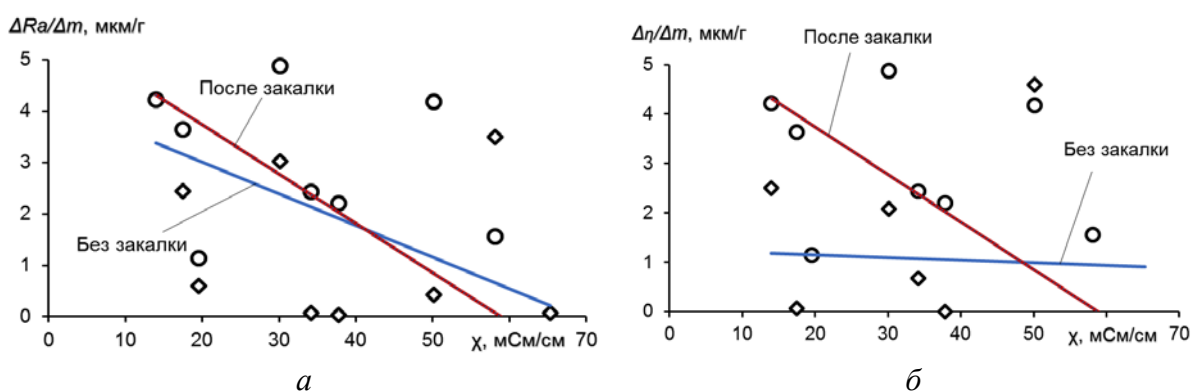 ΔRa/Δm, мкм/г
5
4
3
2
1
0
После закалки
Без закалки
0
10
20
30
40
50
60
70
χ, мСм/см
а
Δη/Δm, мкм/г
5
4
3
2
1
0
После закалки
Без закалки
0
10
20
30
40
50
60
70
χ, мСм/см
б